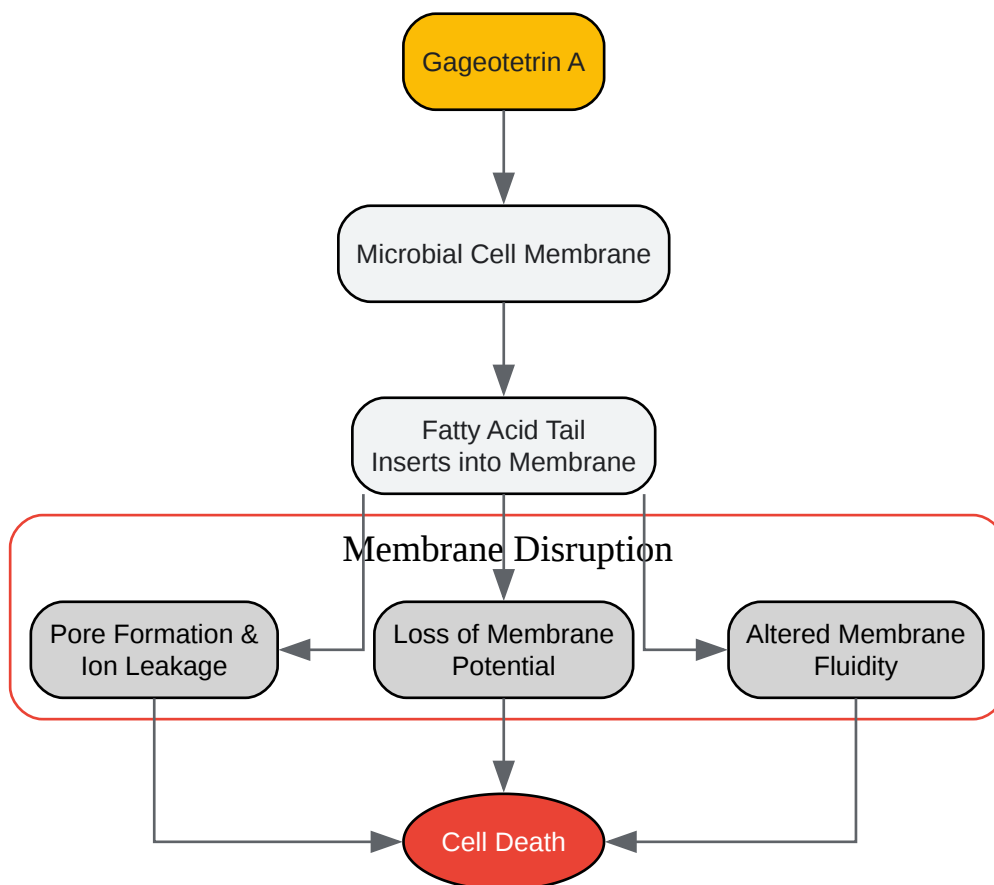 Gageotetrin A
Microbial Cell Membrane
Fatty Acid Tail
Inserts into Membrane
Membrane Disruption
Pore Formation &
Ion Leakage
Loss of Membrane
Potential
Altered Membrane
Fluidity
Cell Death